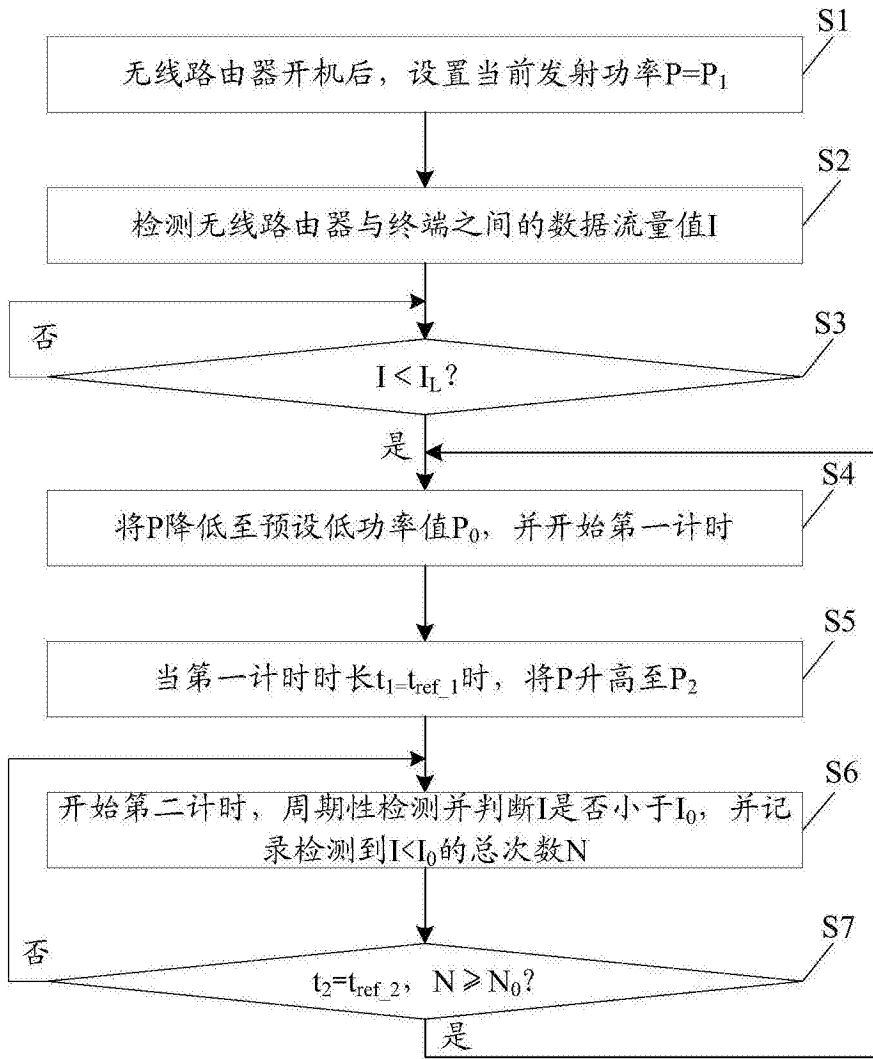 S1
无线路由器开机后，设置当前发射功率P=P₁
S2
检测无线路由器与终端之间的数据流量值I
否
S3
I＜I_L？
是
S4
将P降低至预设低功率值P₀，并开始第一计时
S5
当第一计时时长t₁=t_ref_1时，将P升高至P₂
S6
开始第二计时，周期性检测并判断I是否小于I₀，并记
录检测到I<I₀的总次数N
否
S7
t₂=t_ref_2，N≥N₀？
是